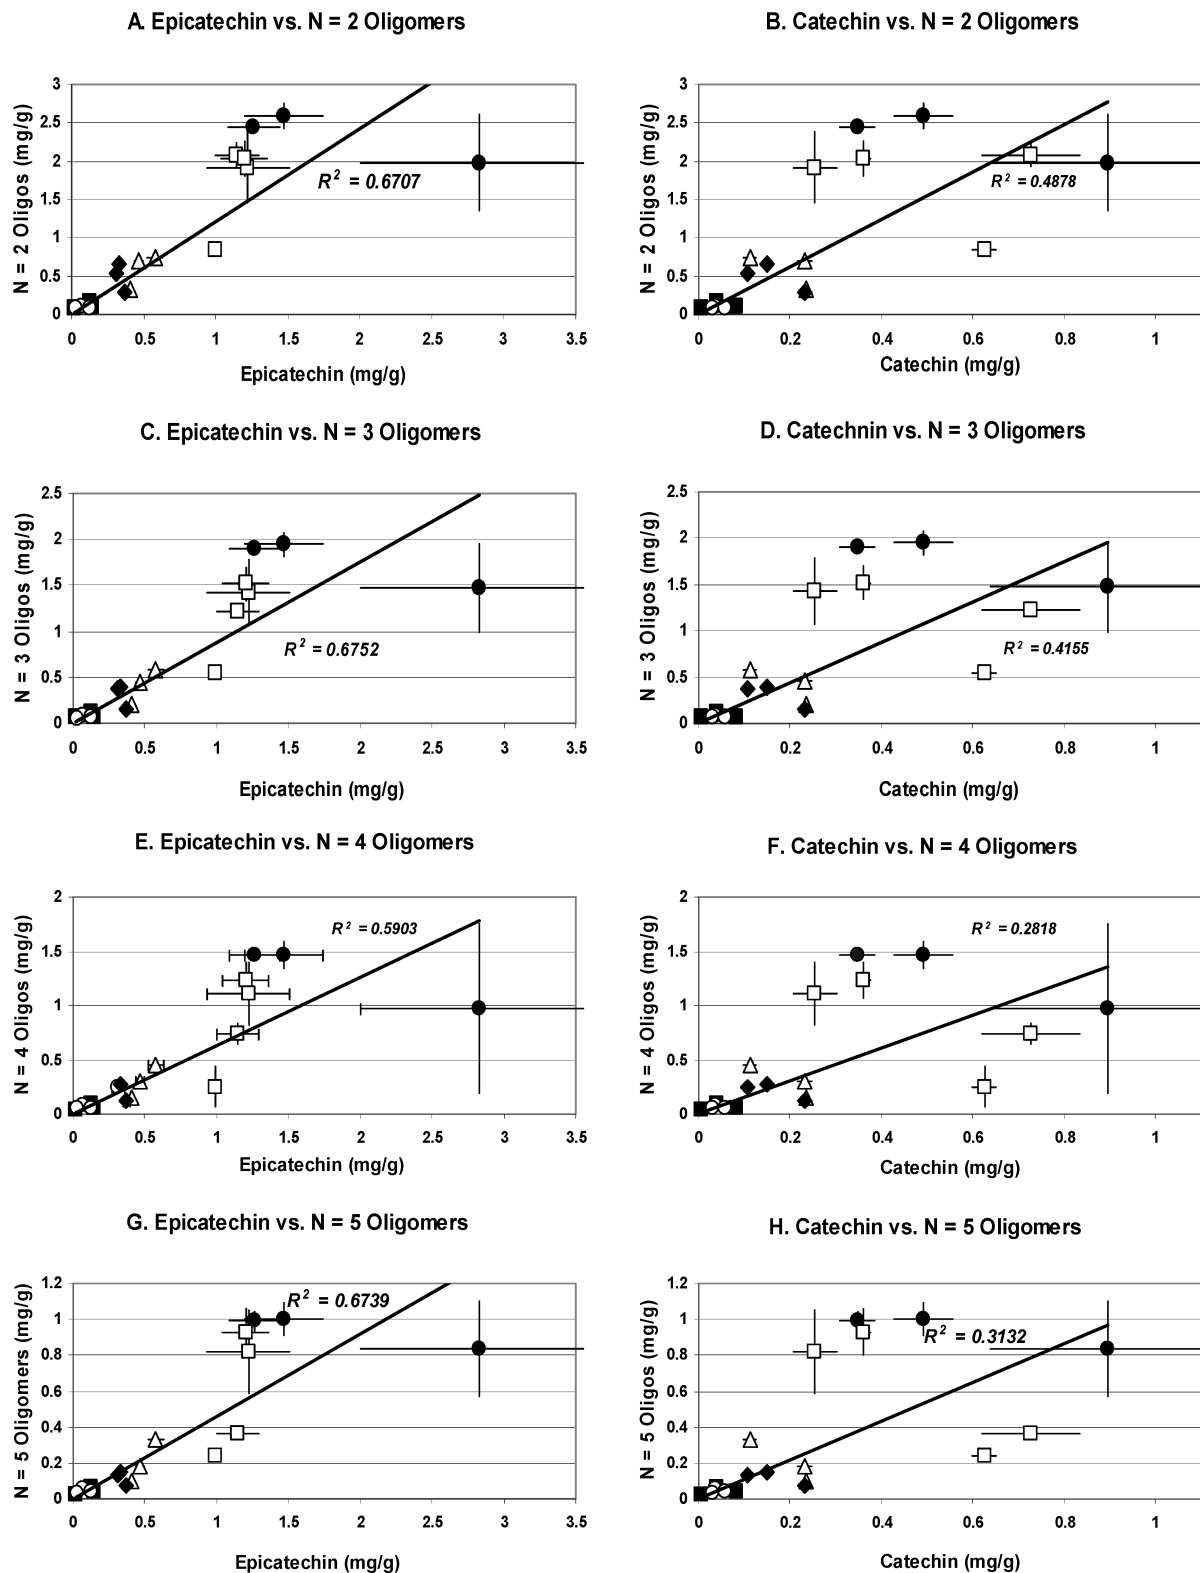 A. Epicatechin vs. N = 2 Oligomers
3
2.5
2
1.5
1
0.5
0
N = 2 Oligos (mg/g)
R² = 0.6707
0 0.5 1 1.5 2 2.5 3 3.5
Epicatechin (mg/g)
B. Catechin vs. N = 2 Oligomers
3
2.5
2
1.5
1
0.5
0
N = 2 Oligos (mg/g)
R² = 0.4878
0 0.2 0.4 0.6 0.8 1
Catechin (mg/g)
C. Epicatechin vs. N = 3 Oligomers
2.5
2
1.5
1
0.5
0
N = 3 Oligos (mg/g)
R² = 0.6752
0 0.5 1 1.5 2 2.5 3 3.5
Epicatechin (mg/g)
D. Catechnin vs. N = 3 Oligomers
2.5
2
1.5
1
0.5
0
N = 3 Oligos (mg/g)
R² = 0.4155
0 0.2 0.4 0.6 0.8 1
Catechin (mg/g)
E. Epicatechin vs. N = 4 Oligomers
2
1.5
1
0.5
0
N = 4 Oligos (mg/g)
R² = 0.5903
0 0.5 1 1.5 2 2.5 3 3.5
Epicatechin (mg/g)
F. Catechin vs. N = 4 Oligomers
2
1.5
1
0.5
0
N = 4 Oligos (mg/g)
R² = 0.2818
0 0.2 0.4 0.6 0.8 1
Catechin (mg/g)
G. Epicatechin vs. N = 5 Oligomers
1.2
1
0.8
0.6
0.4
0.2
0
N = 5 Oligomers (mg/g)
R² = 0.6739
0 0.5 1 1.5 2 2.5 3 3.5
Epicatechin (mg/g)
H. Catechin vs. N = 5 Oligomers
1.2
1
0.8
0.6
0.4
0.2
0
N = 5 Oligos (mg/g)
R² = 0.3132
0 0.2 0.4 0.6 0.8 1
Catechin (mg/g)